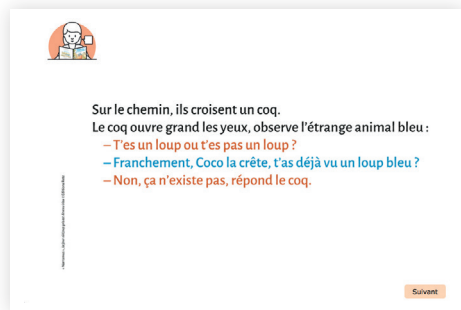 Sur le chemin, ils croisent un coq.
Le coq ouvre grand les yeux, observe l'étrange animal bleu :
– T'es un loup ou t'es pas un loup ?
– Franchement, Coco la crête, t'as déjà vu un loup bleu ?
– Non, ça n'existe pas, répond le coq.
Suivant